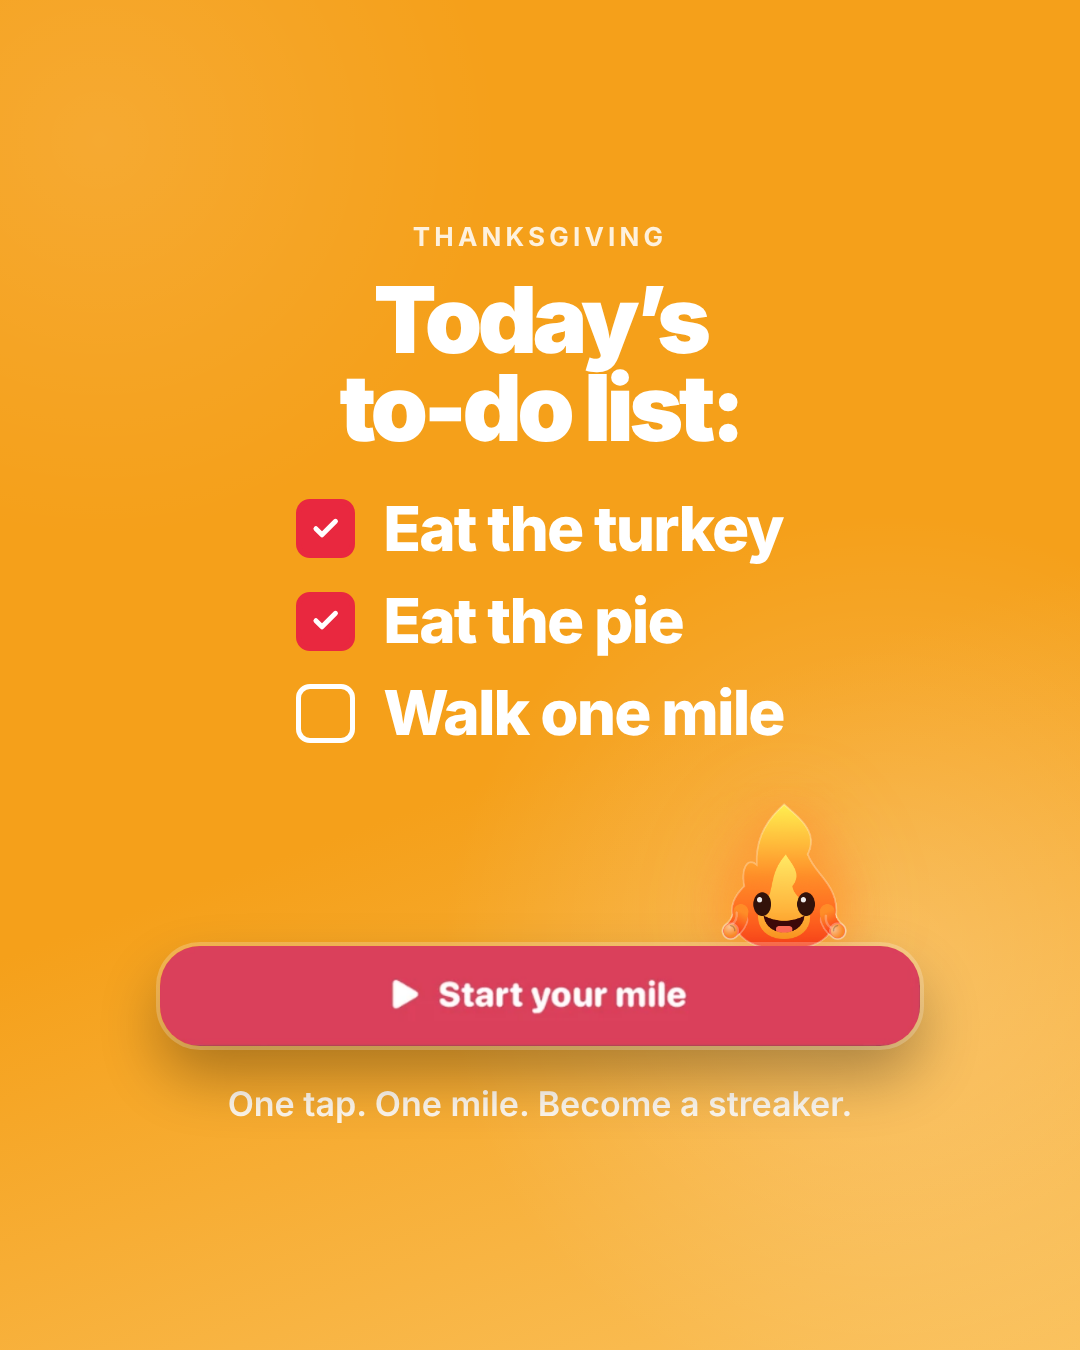 THANKSGIVING
Today’s
to-do list:
Eat the turkey
Eat the pie
Walk one mile
Start your mile
One tap. One mile. Become a streaker.